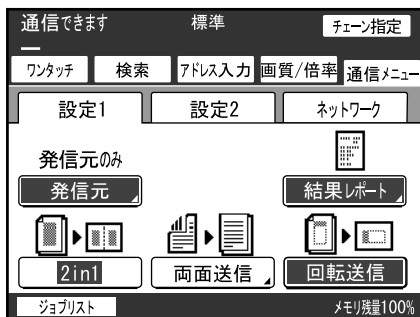 通信できます 標準 チェーン指定
ワンタッチ 検索 アドレス入力 画質/倍率 通信メニュー
設定1 設定2 ネットワーク
発信元のみ
発信元 結果レポート
2in1 両面送信 回転送信
ジョブリスト メモリ残量100%